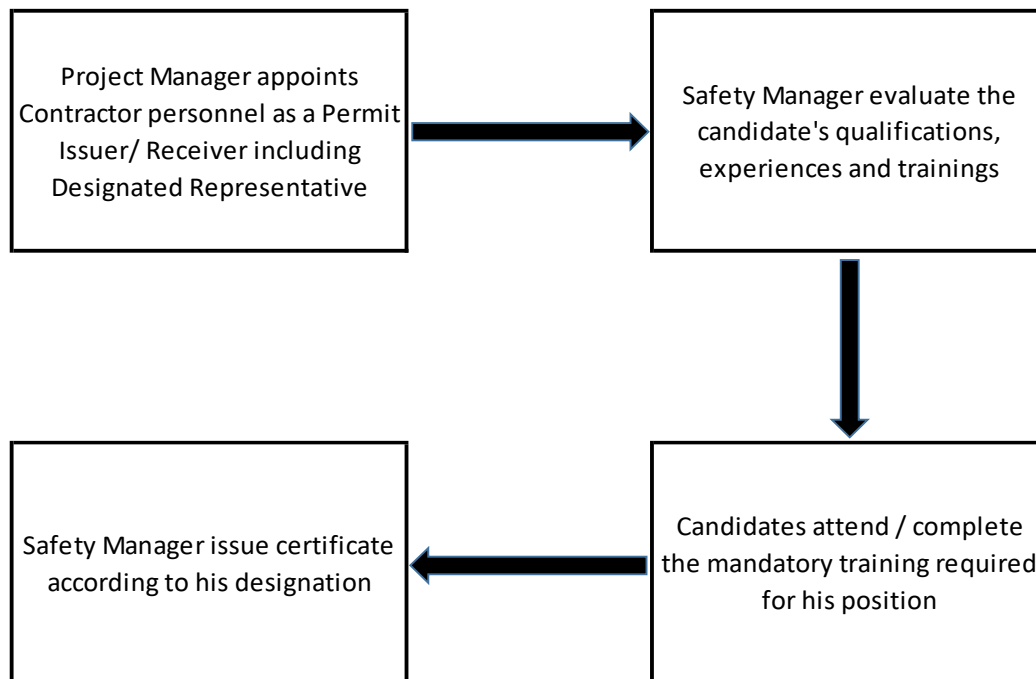 Project Manager appoints
Contractor personnel as a Permit
Issuer/ Receiver including
Designated Representative
Safety Manager evaluate the
candidate's qualifications,
experiences and trainings
Candidates attend / complete
the mandatory training required
for his position
Safety Manager issue certificate
according to his designation